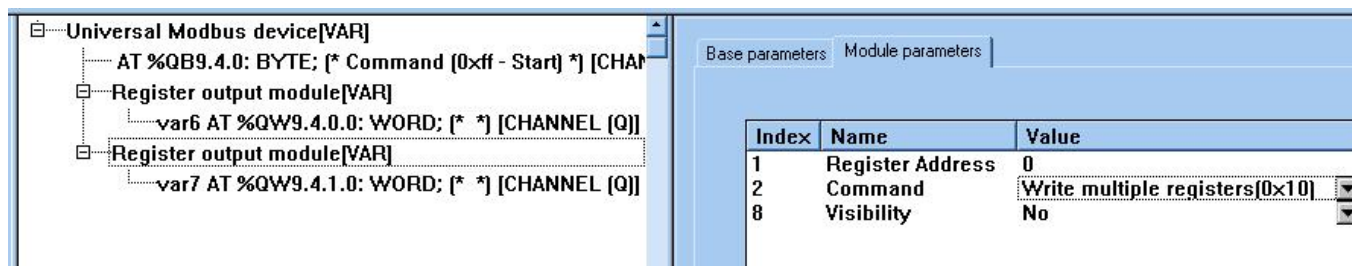 Universal Modbus device[VAR]
AT %QB9.4.0: BYTE; (* Command (0xff - Start) *) [CHAN
Register output module[VAR]
var6 AT %QW9.4.0.0: WORD; (* *) [CHANNEL (Q)]
Register output module[VAR]
var7 AT %QW9.4.1.0: WORD; (* *) [CHANNEL (Q)]
Base parameters Module parameters
Index Name Value
1 Register Address 0
2 Command Write multiple registers(0x10)
8 Visibility No